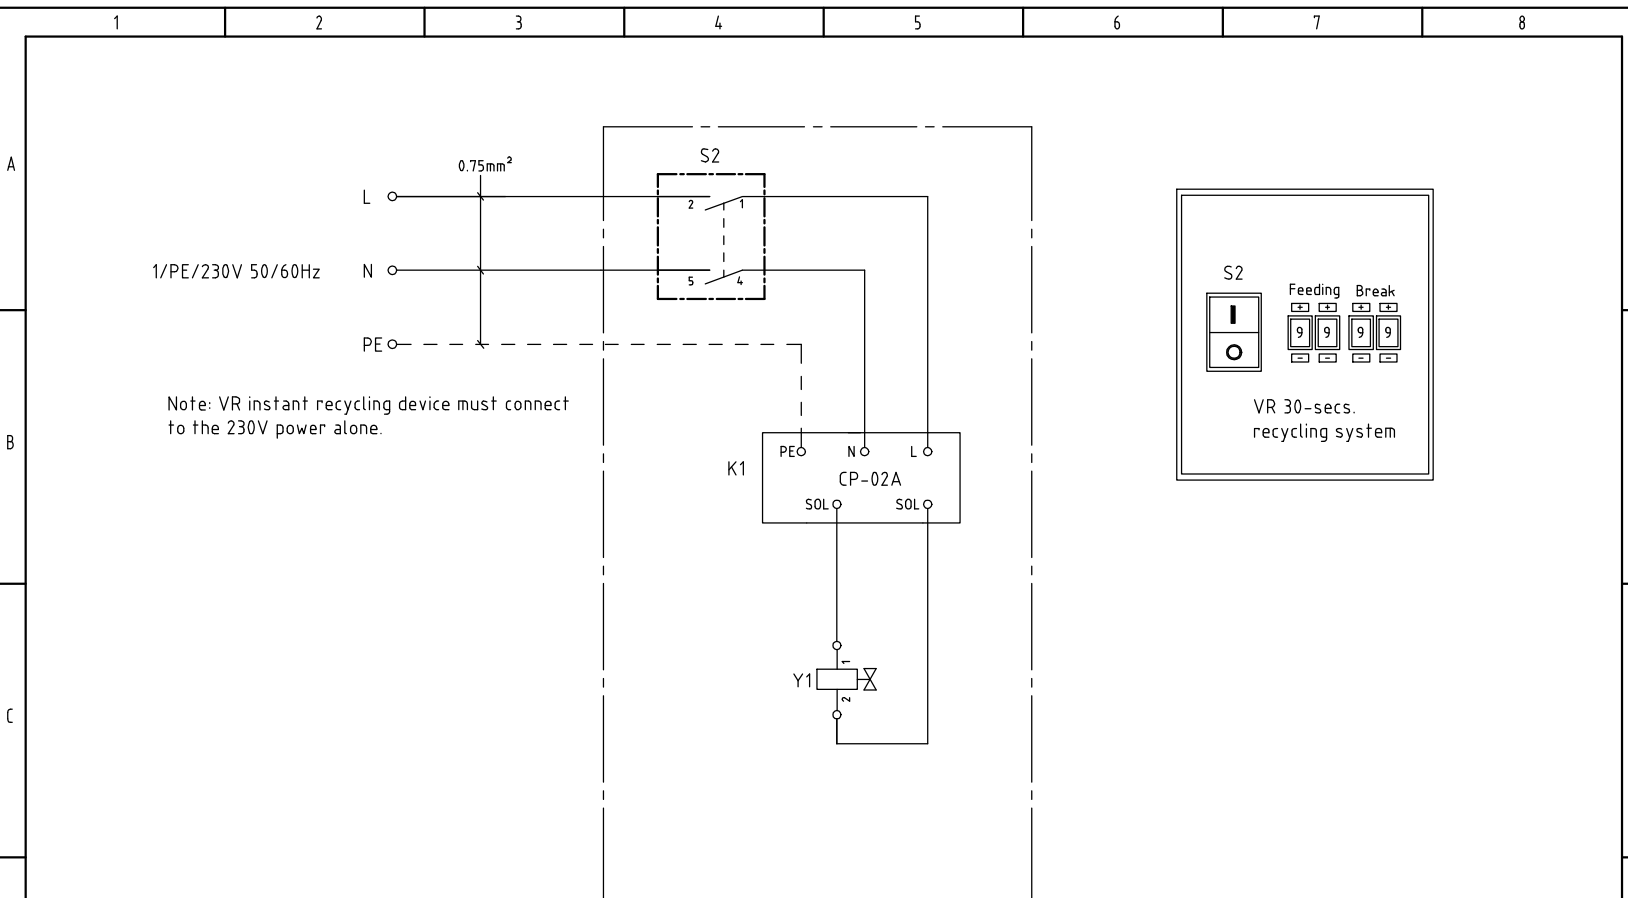 1 2 3 4 5 6 7 8
A
0.75mm²
S2
L
2 1
1/PE/230V 50/60Hz N
5 4
S2
Feeding Break
+ + + +
I
9 9 9 9
O
- - - -
PE
Note: VR instant recycling device must connect
to the 230V power alone.
VR 30-secs.
recycling system
B
K1
PE N L
CP-02A
SOL SOL
1
Y1
2
C